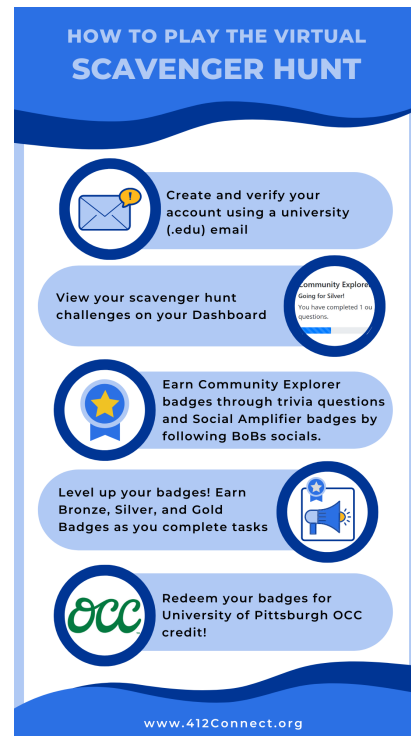 HOW TO PLAY THE VIRTUAL
SCAVENGER HUNT
Create and verify your
account using a university
(.edu) email
View your scavenger hunt
challenges on your Dashboard
Community Explorer
Going for Silver!
You have completed 1 ou
questions.
Earn Community Explorer
badges through trivia questions
and Social Amplifier badges by
following BoBs socials.
Level up your badges! Earn
Bronze, Silver, and Gold
Badges as you complete tasks
OCC
Redeem your badges for
University of Pittsburgh OCC
credit!
www.412Connect.org